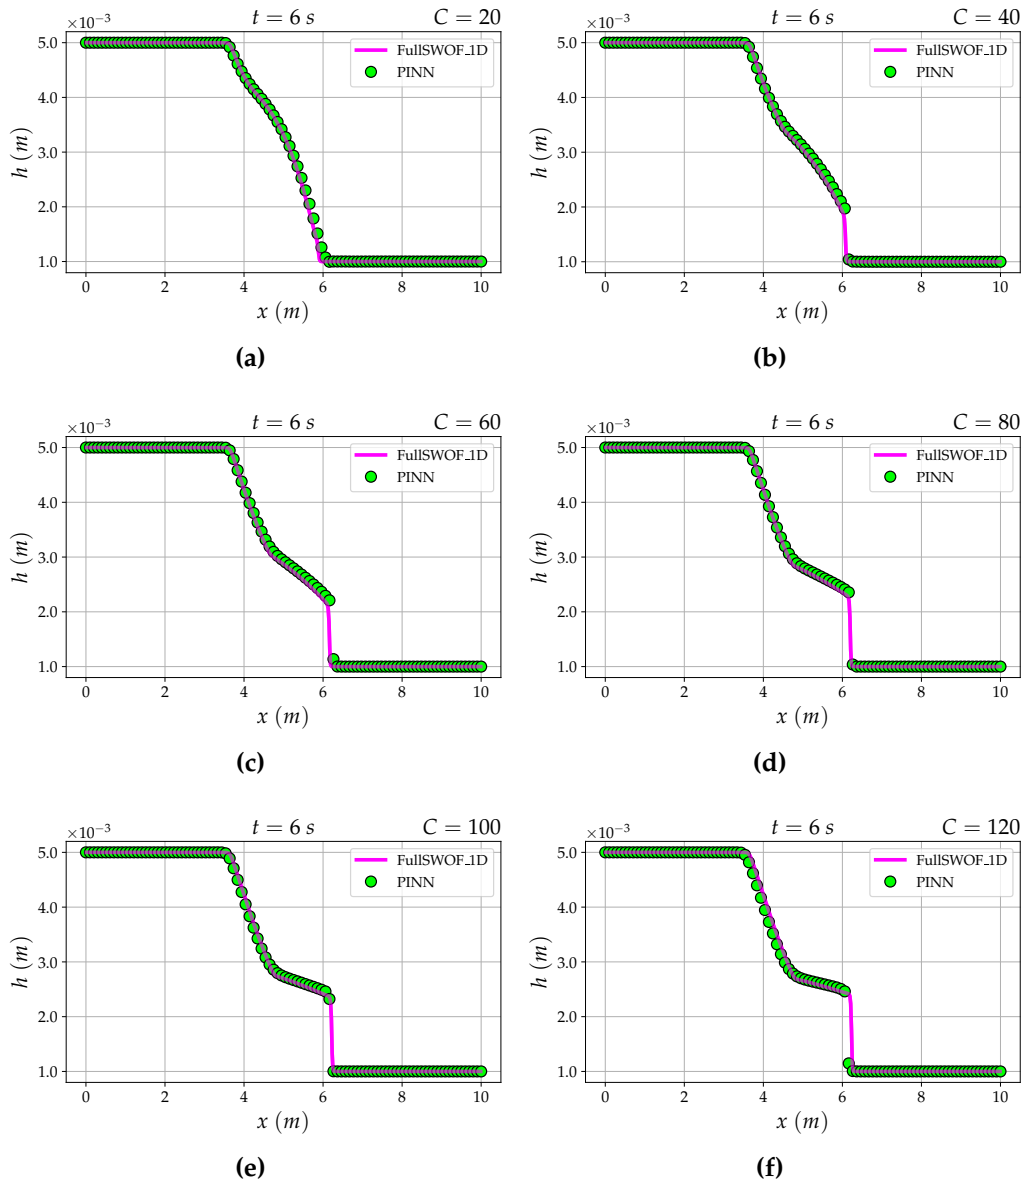 ×10⁻³ t = 6 s C = 20
5.0
4.0
3.0
2.0
1.0
h (m)
FullSWOF_1D
PINN
0 2 4 6 8 10
x (m)
(a)
×10⁻³ t = 6 s C = 40
5.0
4.0
3.0
2.0
1.0
h (m)
FullSWOF_1D
PINN
0 2 4 6 8 10
x (m)
(b)
×10⁻³ t = 6 s C = 60
5.0
4.0
3.0
2.0
1.0
h (m)
FullSWOF_1D
PINN
0 2 4 6 8 10
x (m)
(c)
×10⁻³ t = 6 s C = 80
5.0
4.0
3.0
2.0
1.0
h (m)
FullSWOF_1D
PINN
0 2 4 6 8 10
x (m)
(d)
×10⁻³ t = 6 s C = 100
5.0
4.0
3.0
2.0
1.0
h (m)
FullSWOF_1D
PINN
0 2 4 6 8 10
x (m)
(e)
×10⁻³ t = 6 s C = 120
5.0
4.0
3.0
2.0
1.0
h (m)
FullSWOF_1D
PINN
0 2 4 6 8 10
x (m)
(f)